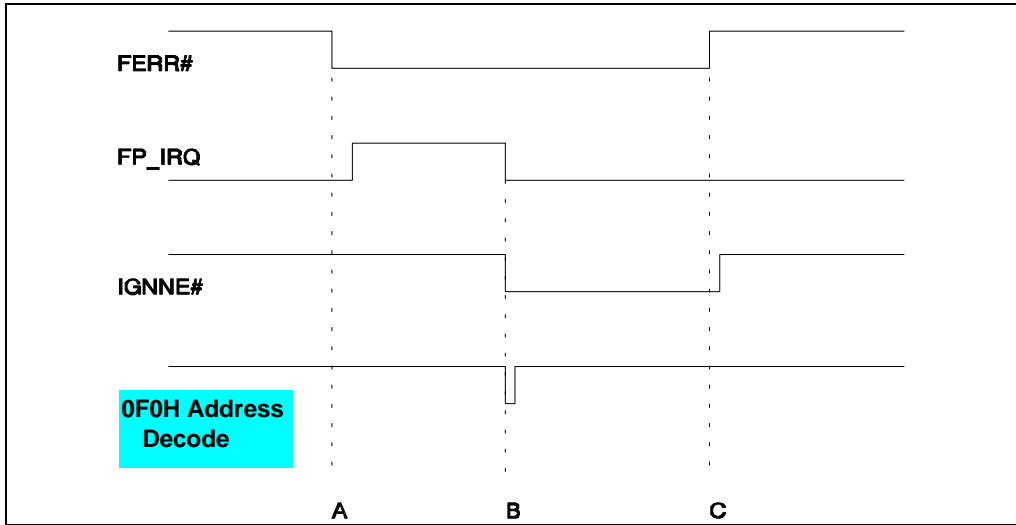 FERR#
FP_IRQ
IGNNE#
0F0H Address
Decode
A B C